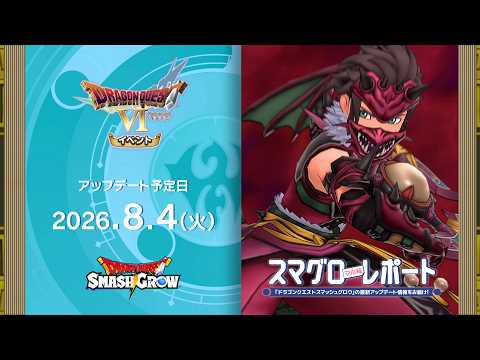 DRAGON QUEST
VI
イベント
アップデート予定日
2026.8.4(火)
DRAGON QUEST
SMASH GROW
スマグローレポート
『ドラゴンクエストスマッシュグロウ』の最新アップデート情報をお届け!